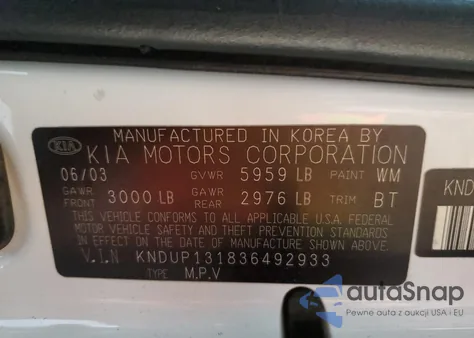 MANUFACTURED IN KOREA BY
KIA
KIA MOTORS CORPORATION
06/03 GVWR 5959 LB PAINT WM
GAWR FRONT 3000 LB GAWR REAR 2976 LB TRIM BT
THIS VEHICLE CONFORMS TO ALL APPLICABLE U.S.A. FEDERAL
MOTOR VEHICLE SAFETY AND THEFT PREVENTION STANDARDS
IN EFFECT ON THE DATE OF MANUFACTURE SHOWN ABOVE.
V.I.N KNDUP131836492933
TYPE M.P.V
KND
autoSnap
Pewne auta z aukcji USA i EU